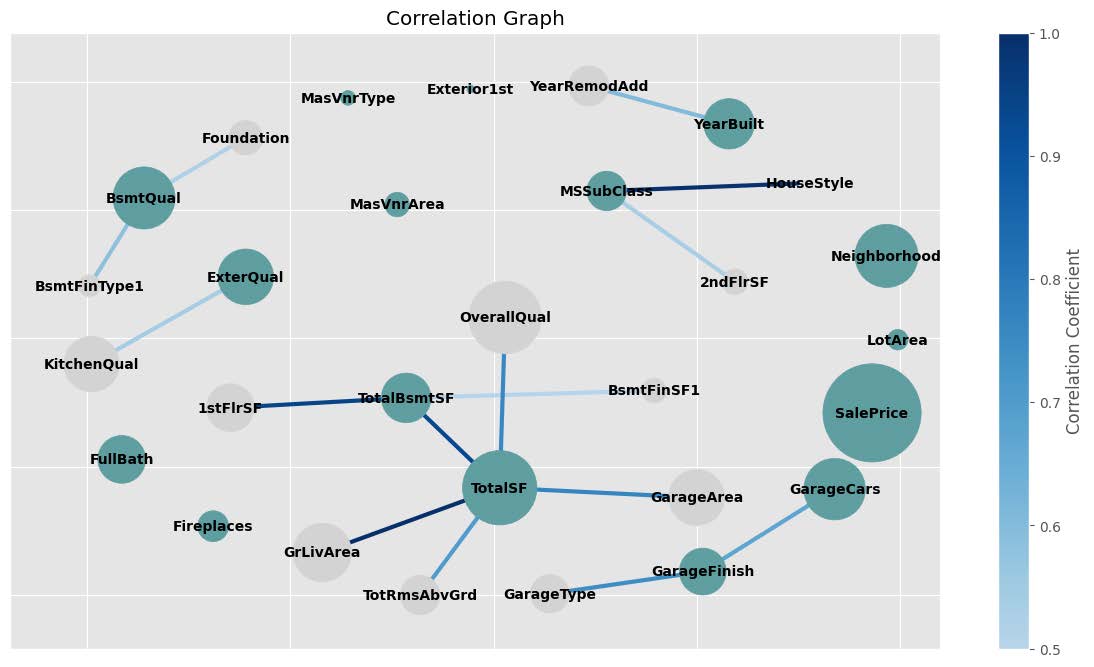 Correlation Graph
MasVnrType
Exterior1st
YearRemodAdd
YearBuilt
Foundation
BsmtQual
MasVnrArea
MSSubClass
HouseStyle
Neighborhood
BsmtFinType1
ExterQual
2ndFlrSF
OverallQual
LotArea
KitchenQual
1stFlrSF
TotalBsmtSF
BsmtFinSF1
SalePrice
FullBath
TotalSF
GarageArea
GarageCars
Fireplaces
GrLivArea
TotRmsAbvGrd
GarageType
GarageFinish
1.0
0.9
0.8
0.7
0.6
0.5
Correlation Coefficient